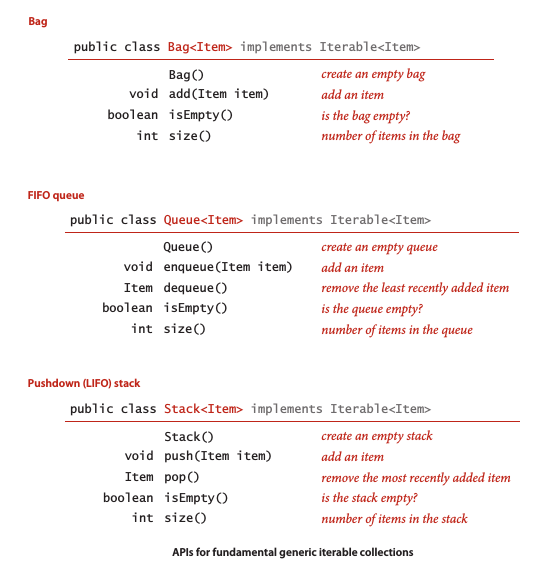 Bag
public class Bag<Item> implements Iterable<Item>
Bag() create an empty bag
void add(Item item) add an item
boolean isEmpty() is the bag empty?
int size() number of items in the bag
FIFO queue
public class Queue<Item> implements Iterable<Item>
Queue() create an empty queue
void enqueue(Item item) add an item
Item dequeue() remove the least recently added item
boolean isEmpty() is the queue empty?
int size() number of items in the queue
Pushdown (LIFO) stack
public class Stack<Item> implements Iterable<Item>
Stack() create an empty stack
void push(Item item) add an item
Item pop() remove the most recently added item
boolean isEmpty() is the stack empty?
int size() number of items in the stack
APIs for fundamental generic iterable collections